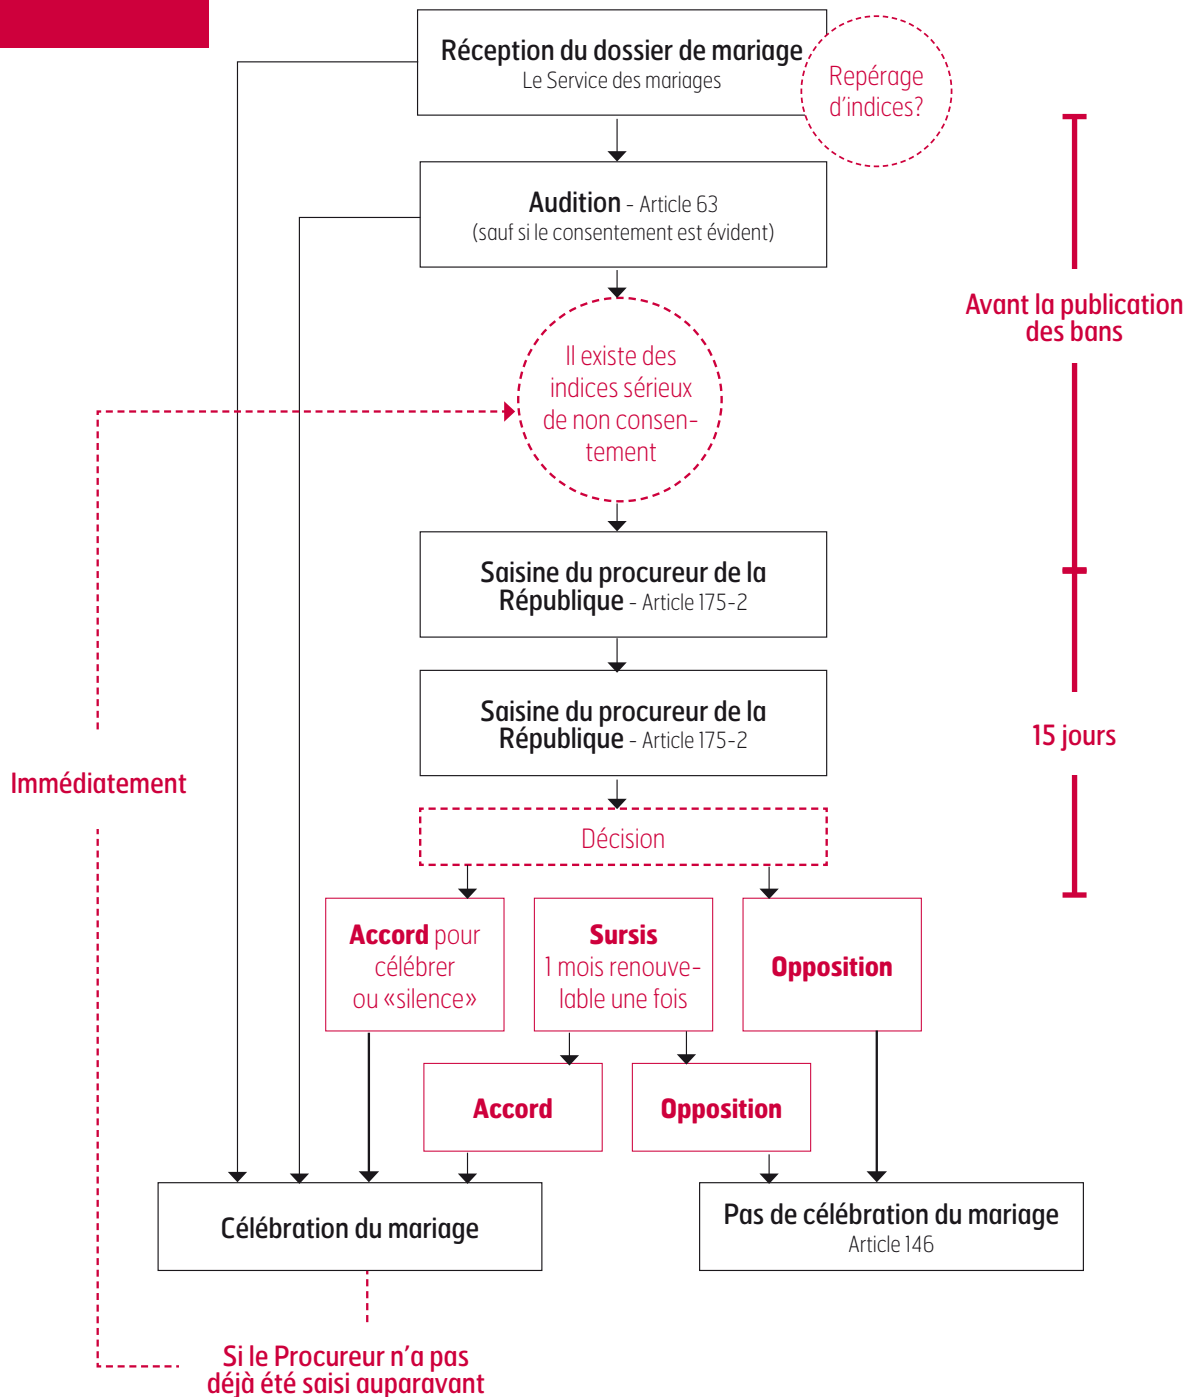 Réception du dossier de mariage
Le Service des mariages
Repérage
d'indices?
Audition - Article 63
(sauf si le consentement est évident)
Avant la publication
des bans
Il existe des
indices sérieux
de non consen-
tement
Saisine du procureur de la
République - Article 175-2
Saisine du procureur de la
République - Article 175-2
15 jours
Immédiatement
Décision
Accord pour
célébrer
ou «silence»
Sursis
1 mois renouve-
lable une fois
Opposition
Accord
Opposition
Célébration du mariage
Pas de célébration du mariage
Article 146
Si le Procureur n'a pas
déjà été saisi auparavant